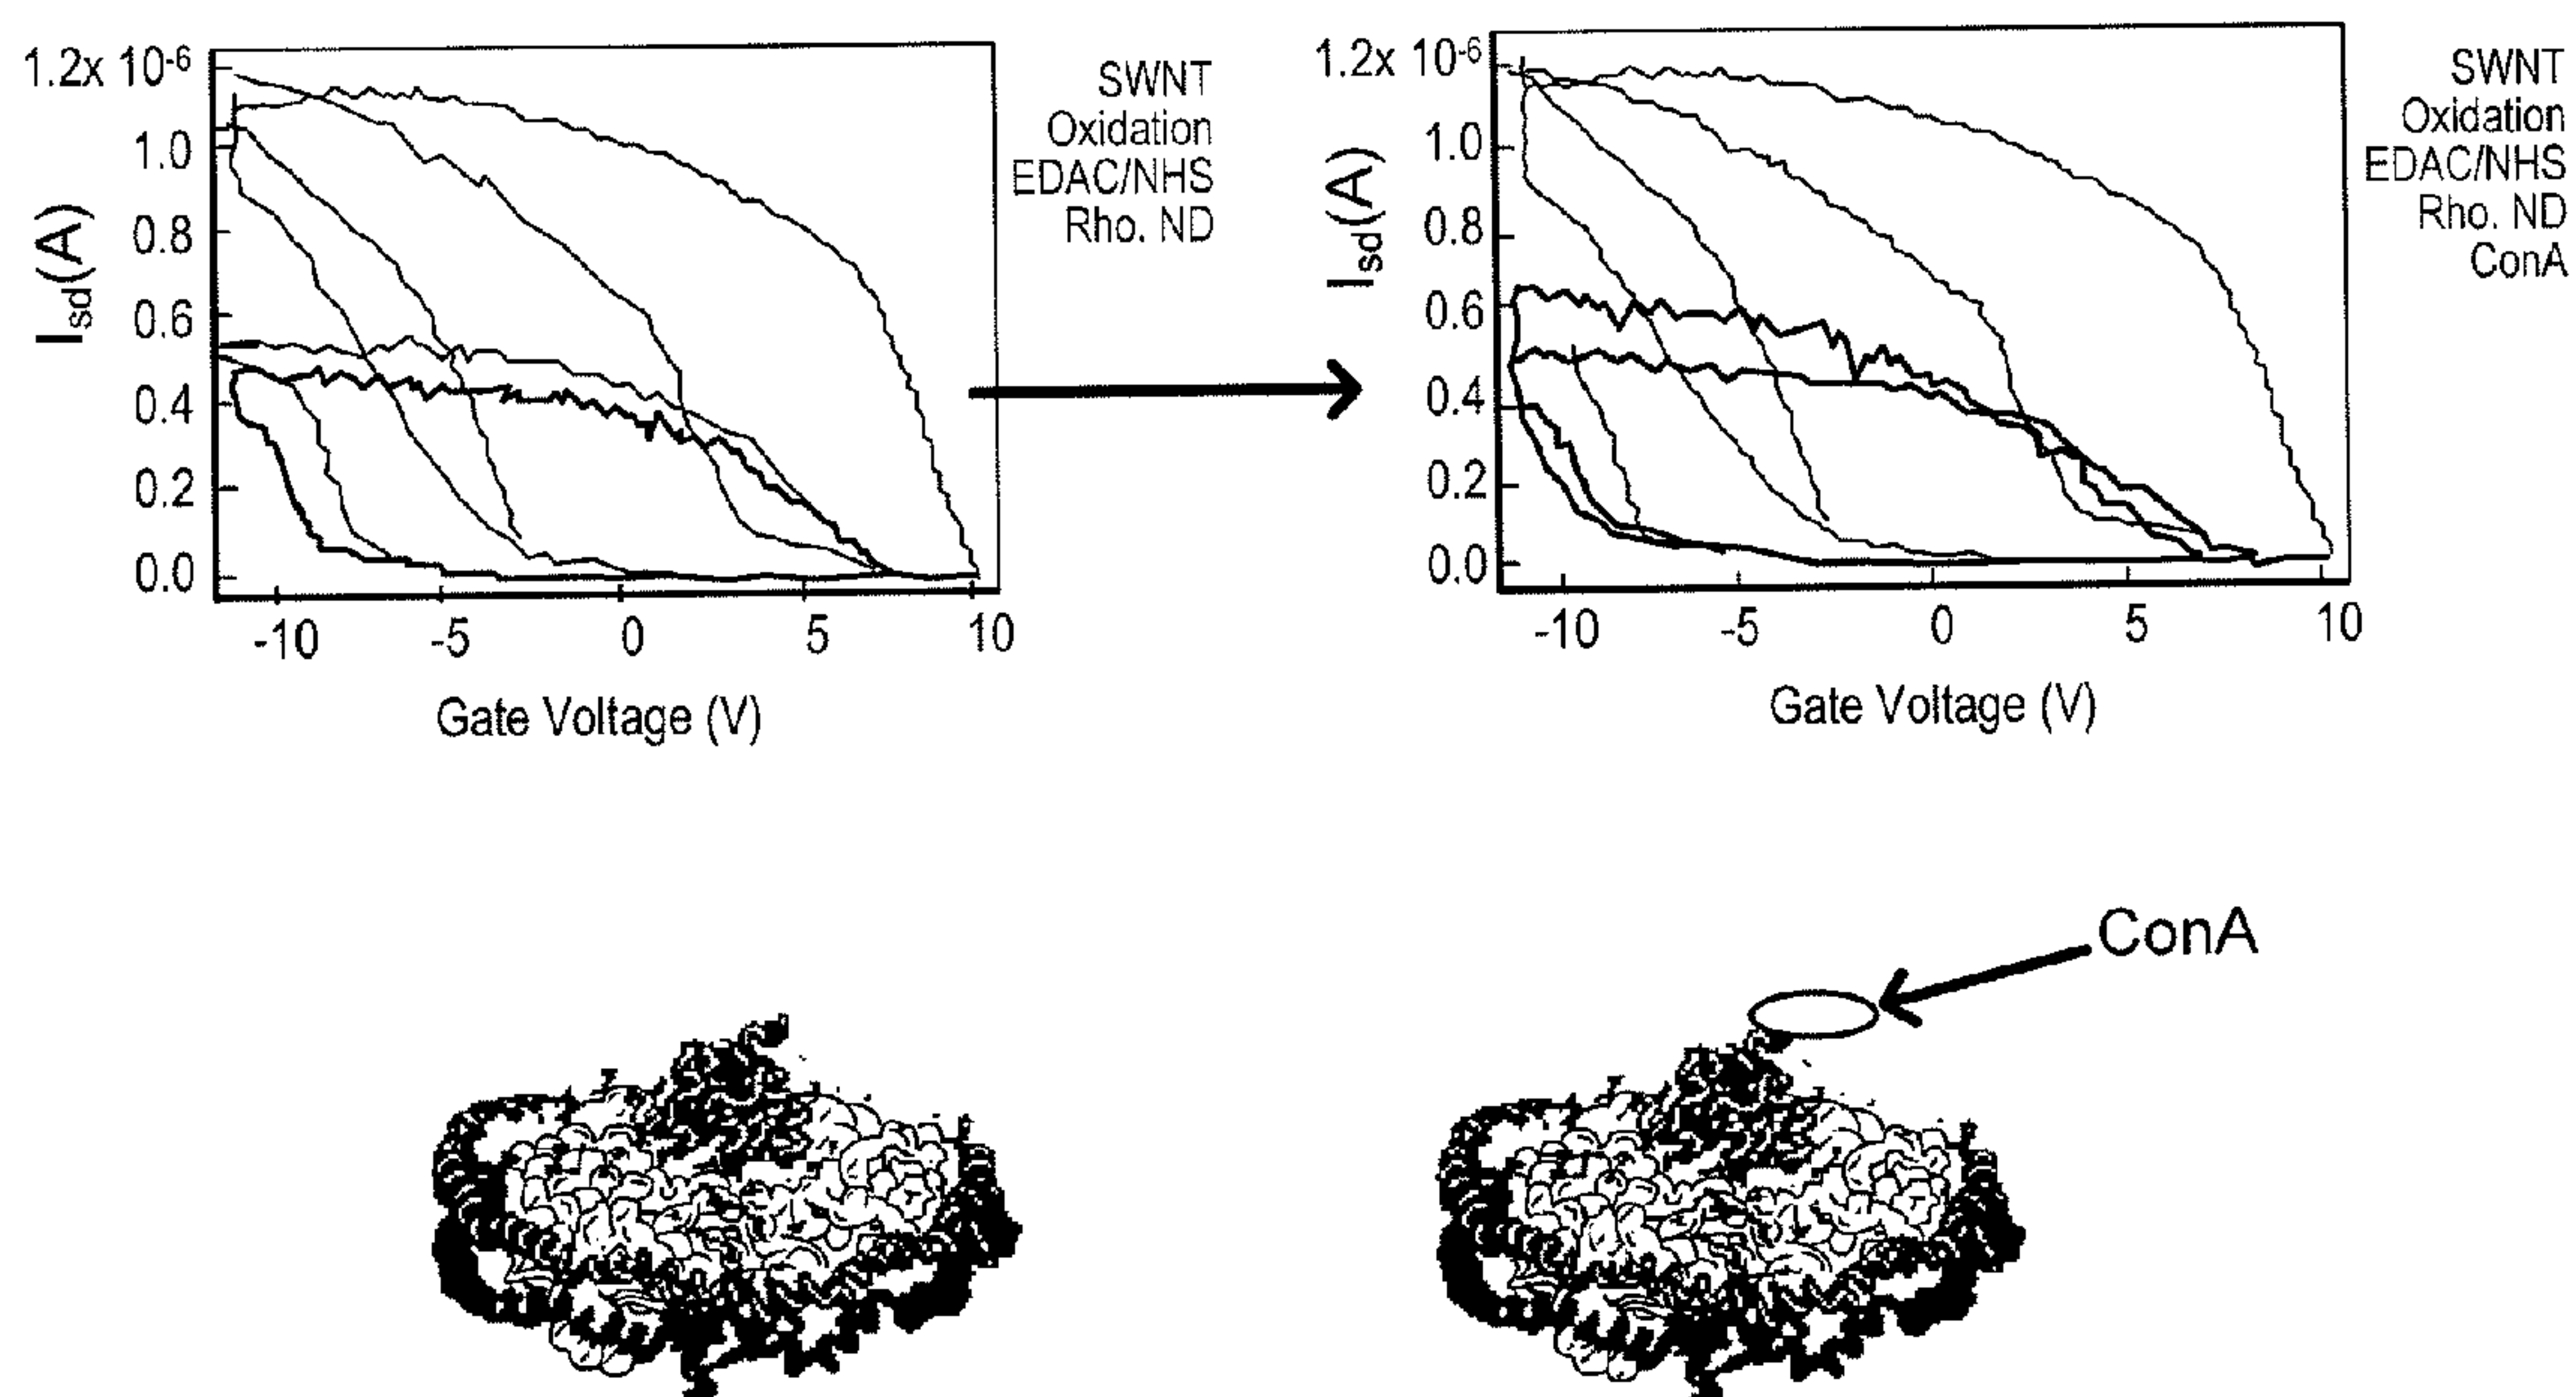 1.2x 10-6
1.0
0.8
0.6
0.4
0.2
0.0
Isd(A)
-10 -5 0 5 10
Gate Voltage (V)
SWNT
Oxidation
EDAC/NHS
Rho. ND
1.2x 10-6
1.0
0.8
0.6
0.4
0.2
0.0
Isd(A)
-10 -5 0 5 10
Gate Voltage (V)
SWNT
Oxidation
EDAC/NHS
Rho. ND
ConA
ConA